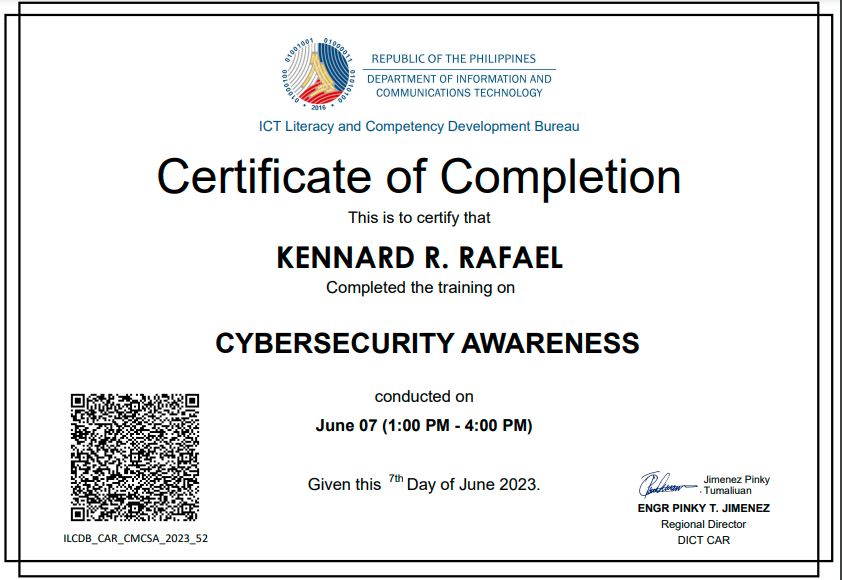 REPUBLIC OF THE PHILIPPINES
DEPARTMENT OF INFORMATION AND
COMMUNICATIONS TECHNOLOGY
01001001 01000011 01010100 01000100
2016
ICT Literacy and Competency Development Bureau
Certificate of Completion
This is to certify that
KENNARD R. RAFAEL
Completed the training on
CYBERSECURITY AWARENESS
conducted on
June 07 (1:00 PM - 4:00 PM)
Given this 7th Day of June 2023.
Jimenez Pinky
Tumaliuan
ENGR PINKY T. JIMENEZ
Regional Director
DICT CAR
ILCDB_CAR_CMCSA_2023_52